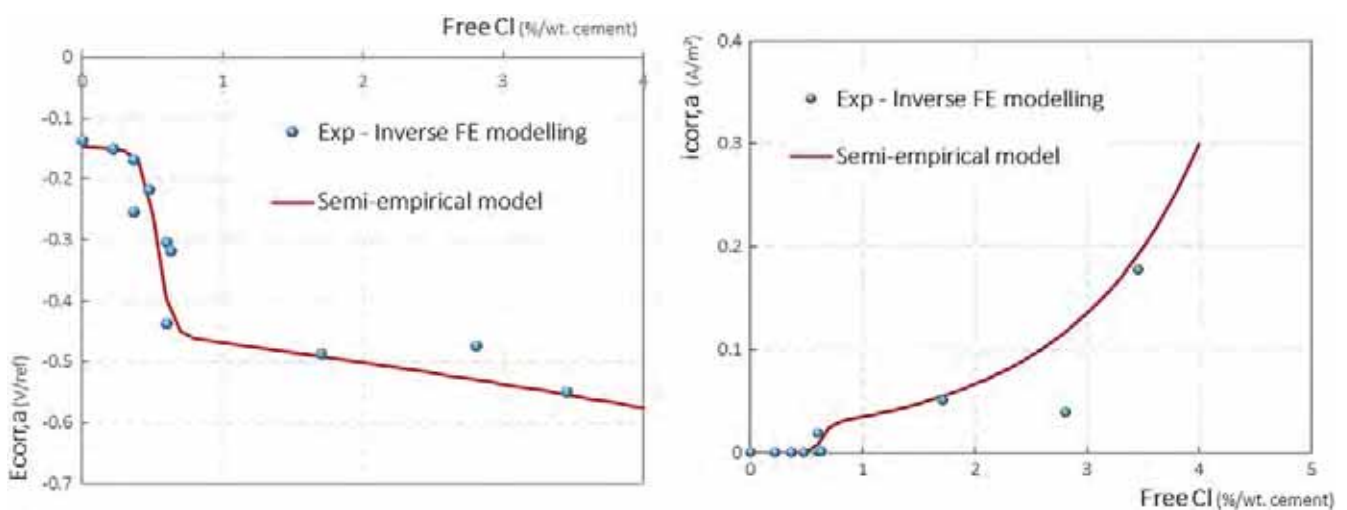 Free Cl (%/wt. cement)
0
0 1 2 3 4
-0.1
-0.2
-0.3
-0.4
-0.5
-0.6
-0.7
Ecorr,a (V/ref)
Exp - Inverse FE modelling
Semi-empirical model
icorr,a (A/m²)
0.4
0.3
0.2
0.1
0
Exp - Inverse FE modelling
Semi-empirical model
0 1 2 3 4 5
Free Cl (%/wt. cement)